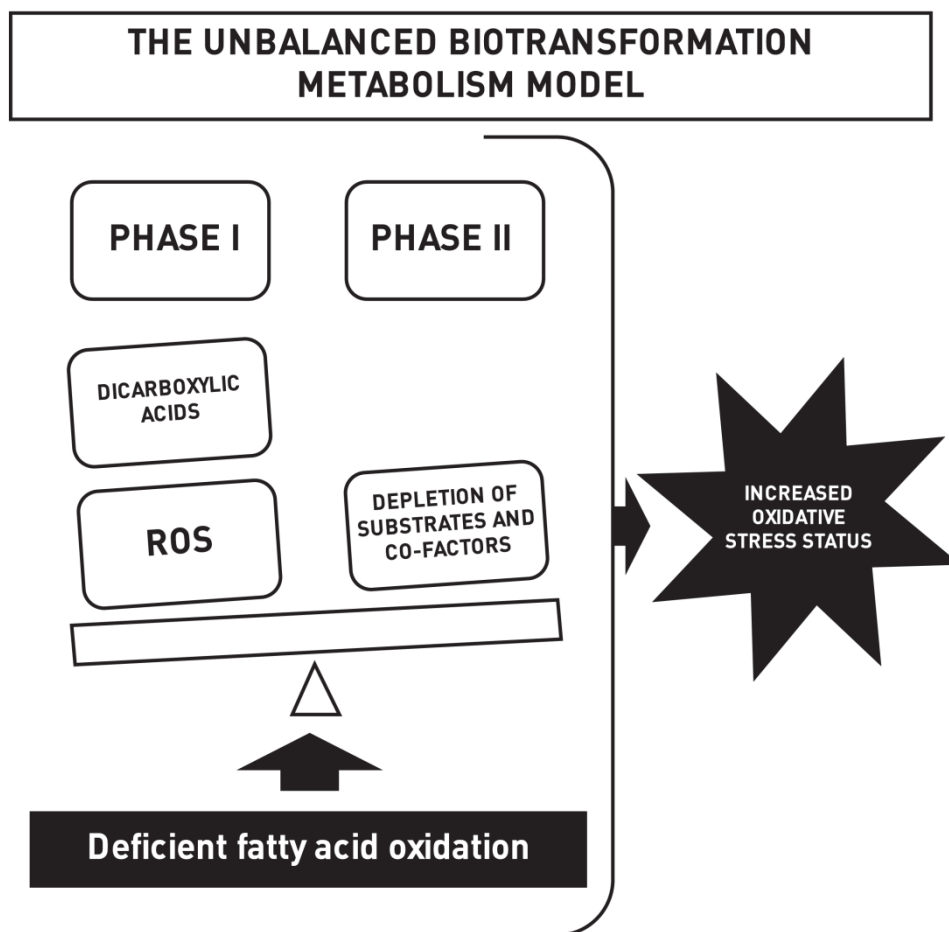 THE UNBALANCED BIOTRANSFORMATION
METABOLISM MODEL
PHASE I
PHASE II
DICARBOXYLIC
ACIDS
ROS
DEPLETION OF
SUBSTRATES AND
CO-FACTORS
INCREASED
OXIDATIVE
STRESS STATUS
Deficient fatty acid oxidation